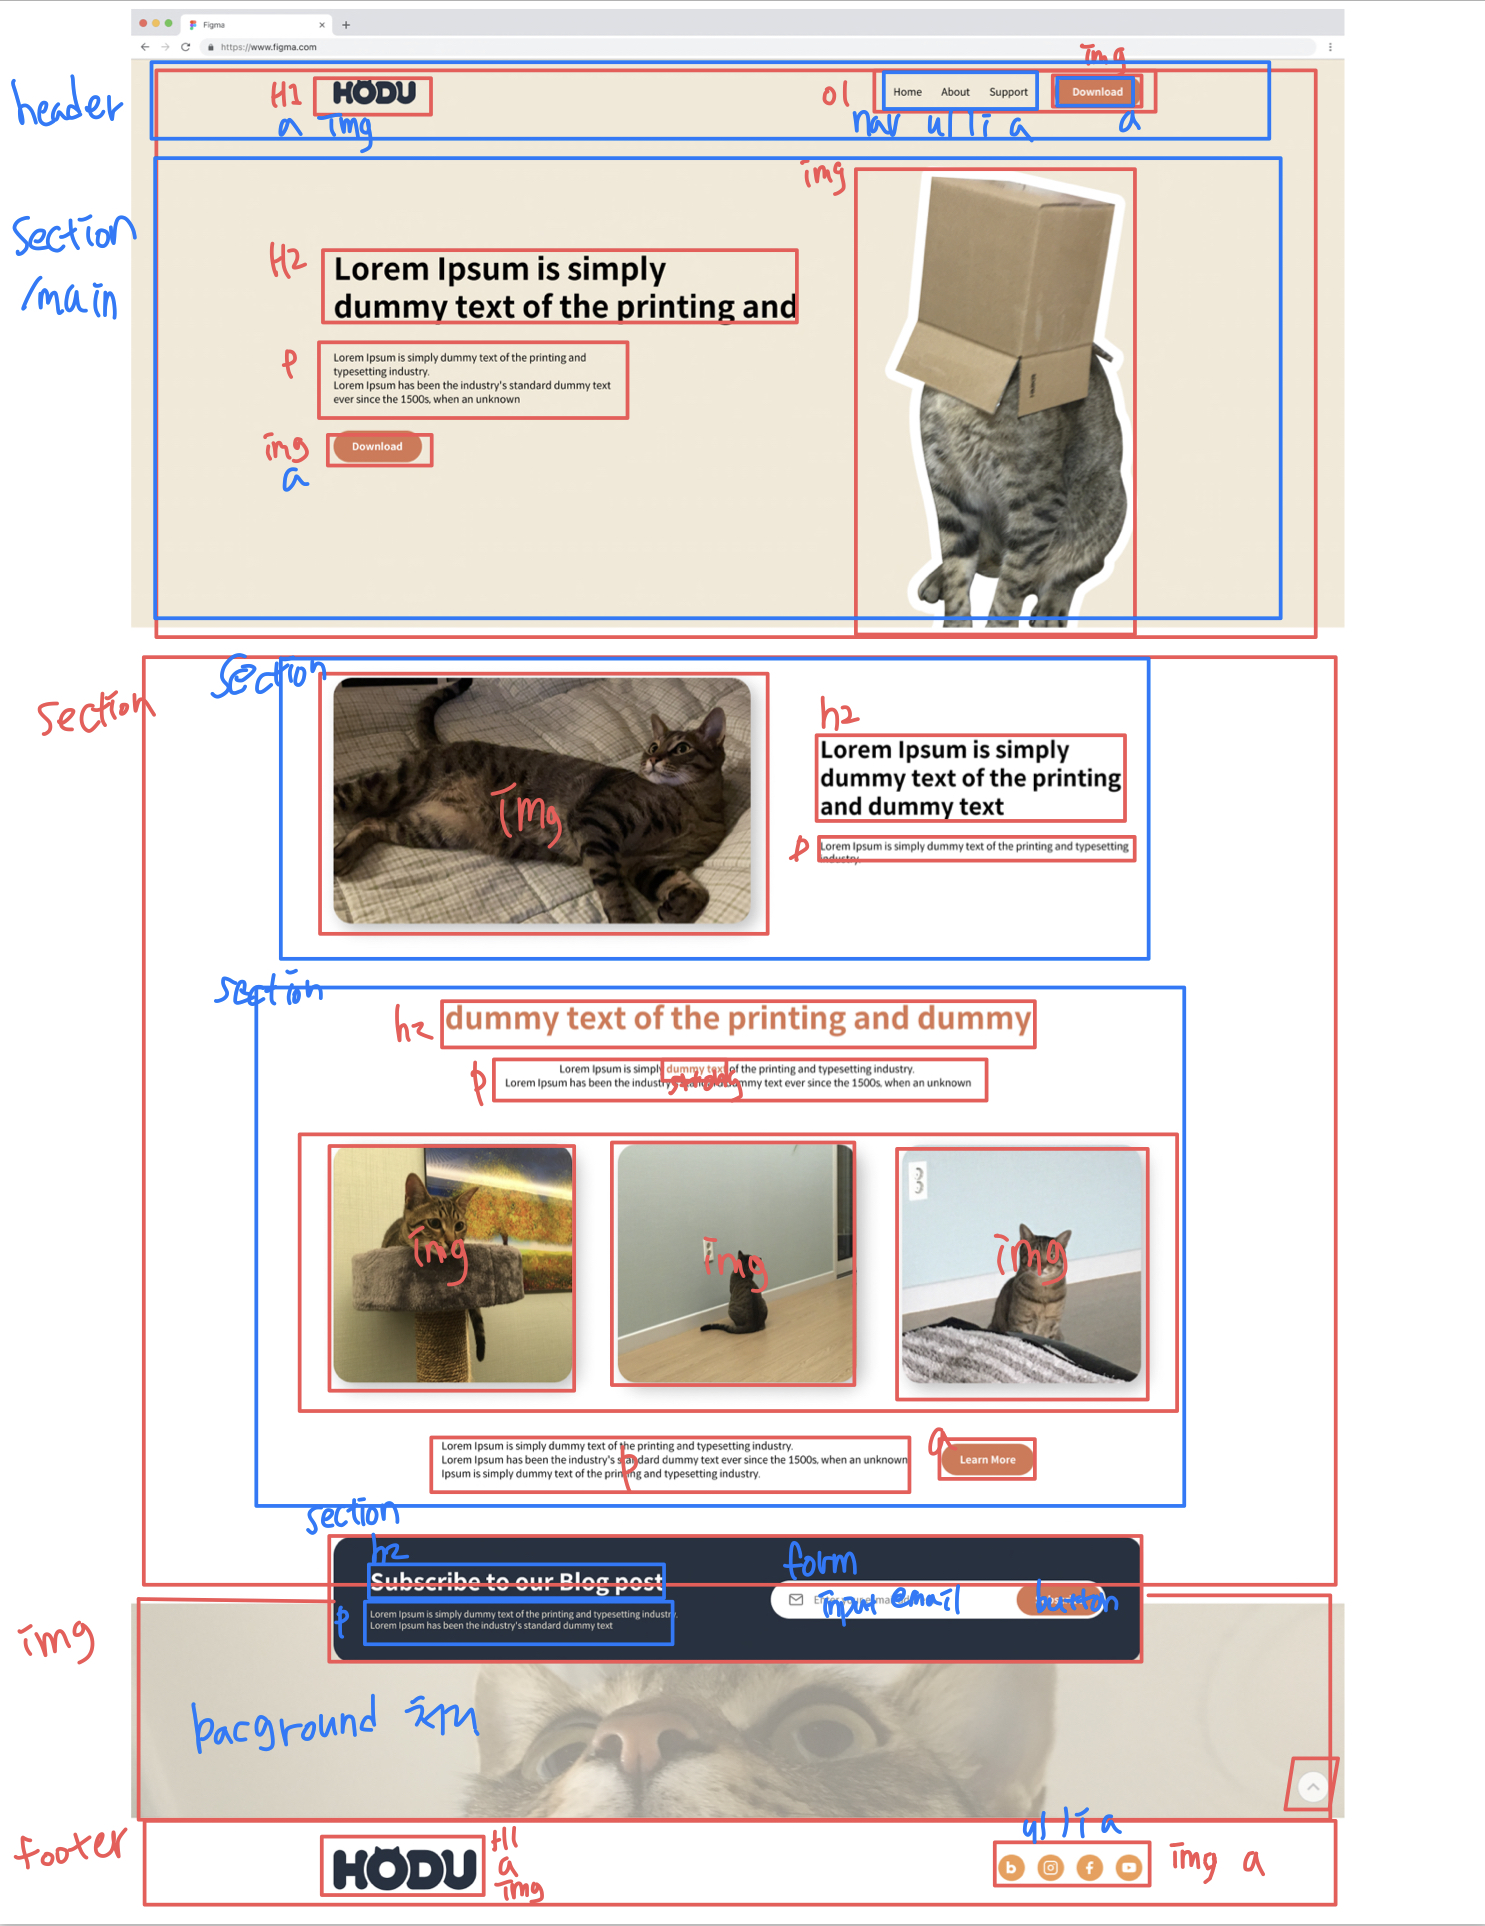 Figma
https://www.figma.com
img
header
H1
HODU
a img
ol
Home About Support
Download
nav ul li a
a
section
/main
img
H2
Lorem Ipsum is simply
dummy text of the printing and
p
Lorem Ipsum is simply dummy text of the printing and
typesetting industry.
Lorem Ipsum has been the industry's standard dummy text
ever since the 1500s, when an unknown
img
a
Download
section
section
img
h2
Lorem Ipsum is simply
dummy text of the printing
and dummy text
p
Lorem Ipsum is simply dummy text of the printing and typesetting
industry.
section
h2
dummy text of the printing and dummy
p
Lorem Ipsum is simply dummy text of the printing and typesetting industry.
Lorem Ipsum has been the industry's standard dummy text ever since the 1500s, when an unknown
strong
img
img
img
Lorem Ipsum is simply dummy text of the printing and typesetting industry.
Lorem Ipsum has been the industry's standard dummy text ever since the 1500s, when an unknown
Ipsum is simply dummy text of the printing and typesetting industry.
p
a
Learn More
section
h2
Subscribe to our Blog post
p
Lorem Ipsum is simply dummy text of the printing and typesetting industry.
Lorem Ipsum has been the industry's standard dummy text
form
input email
button
img
bacground 처리
footer
HODU
H1
a
img
ul li a
img a